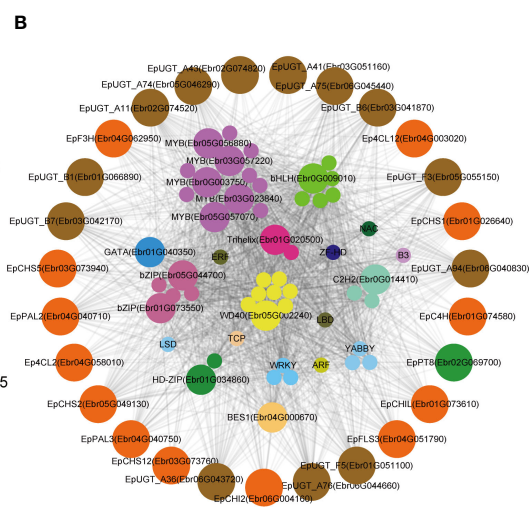 B
EpUGT_A43(Ebr02G074820)
EpUGT_A41(Ebr03G051160)
EpUGT_A74(Ebr05G046290)
EpUGT_A75(Ebr06G045440)
EpUGT_A11(Ebr02G074520)
EpUGT_B6(Ebr03G041870)
EpF3H(Ebr04G062950)
Ep4CL12(Ebr04G003020)
MYB(Ebr05G056880)
MYB(Ebr03G057220)
EpUGT_B1(Ebr01G066890)
MYB(Ebr0G003750)
bHLH(Ebr0G009010)
EpUGT_F3(Ebr05G055150)
MYB(Ebr03G023840)
EpUGT_B7(Ebr03G042170)
MYB(Ebr05G057070)
EpCHS1(Ebr01G026640)
NAC
Trihelix(Ebr01G020500)
GATA(Ebr01G040350)
ERF
ZF-HD
B3
EpCHS5(Ebr03G073940)
bZIP(Ebr05G044700)
C2H2(Ebr0G014410)
EpUGT_A94(Ebr06G040830)
bZIP(Ebr01G073550)
WD40(Ebr05G002240)
EpPAL2(Ebr04G040710)
LBD
EpC4H(Ebr01G074580)
LSD
TCP
YABBY
Ep4CL2(Ebr04G058010)
WRKY
ARF
EpPT8(Ebr02G069700)
5
HD-ZIP(Ebr01G034860)
EpCHS2(Ebr05G049130)
BES1(Ebr04G000670)
EpCHIL(Ebr01G073610)
EpPAL3(Ebr04G040750)
EpFLS3(Ebr04G051790)
EpCHS12(Ebr03G073760)
EpUGT_F5(Ebr01G051100)
EpUGT_A36(Ebr06G043720)
EpUGT_A76(Ebr06G044660)
EpCHI2(Ebr06G004160)